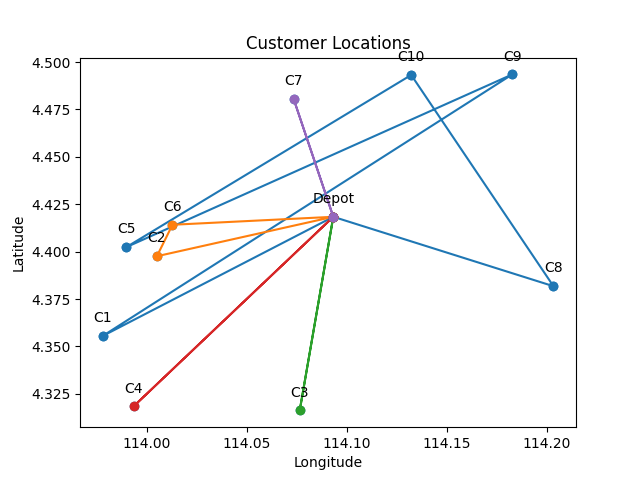 Customer Locations
C10
C9
C7
Depot
C6
C5
C2
C8
C1
C4
C3
4.500
4.475
4.450
4.425
4.400
4.375
4.350
4.325
Latitude
114.00
114.05
114.10
114.15
114.20
Longitude